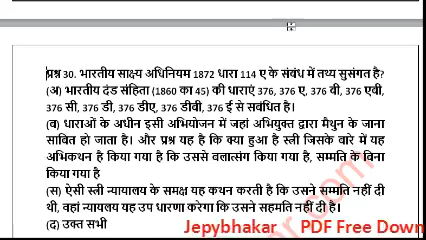 प्रश्न 30. भारतीय साक्ष्य अधिनियम 1872 धारा 114 ए के संबंध में तथ्य सुसंगत है?
(अ) भारतीय दंड संहिता (1860 का 45) की धाराएं 376, 376 ए, 376 बी, 376 एबी,
376 सी, 376 डी, 376 डीए, 376 डीबी, 376 ई से सबंधित है।
(ब) धाराओं के अधीन इसी अभियोजन में जहां अभियुक्त द्वारा मैथुन के जाना
साबित हो जाता है। और प्रश्न यह है कि क्या हुआ है स्त्री जिसके बारे में यह
अभिकथन है किया गया है कि उससे वलात्संग किया गया है, सम्मति के विना
किया गया है
(स) ऐसी स्त्री न्यायालय के समक्ष यह कथन करती है कि उसने सम्मति नहीं दी
थी, वहां न्यायलय यह उप धारणा करेगा कि उसने सहमति नहीं दी है।
(द) उक्त सभी
Jepybhakar PDF Free Down